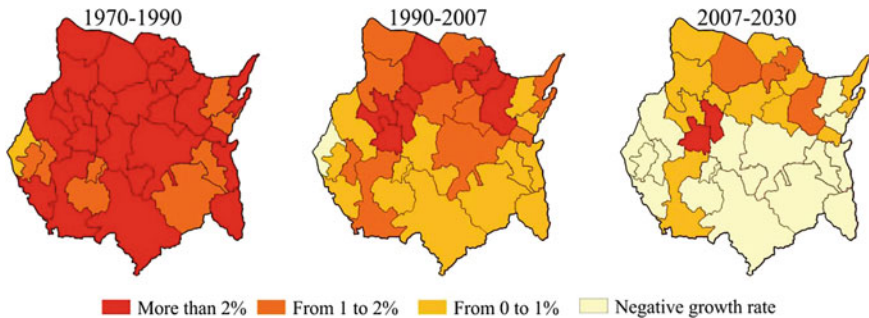 1970-1990 1990-2007 2007-2030
More than 2% From 1 to 2% From 0 to 1% Negative growth rate